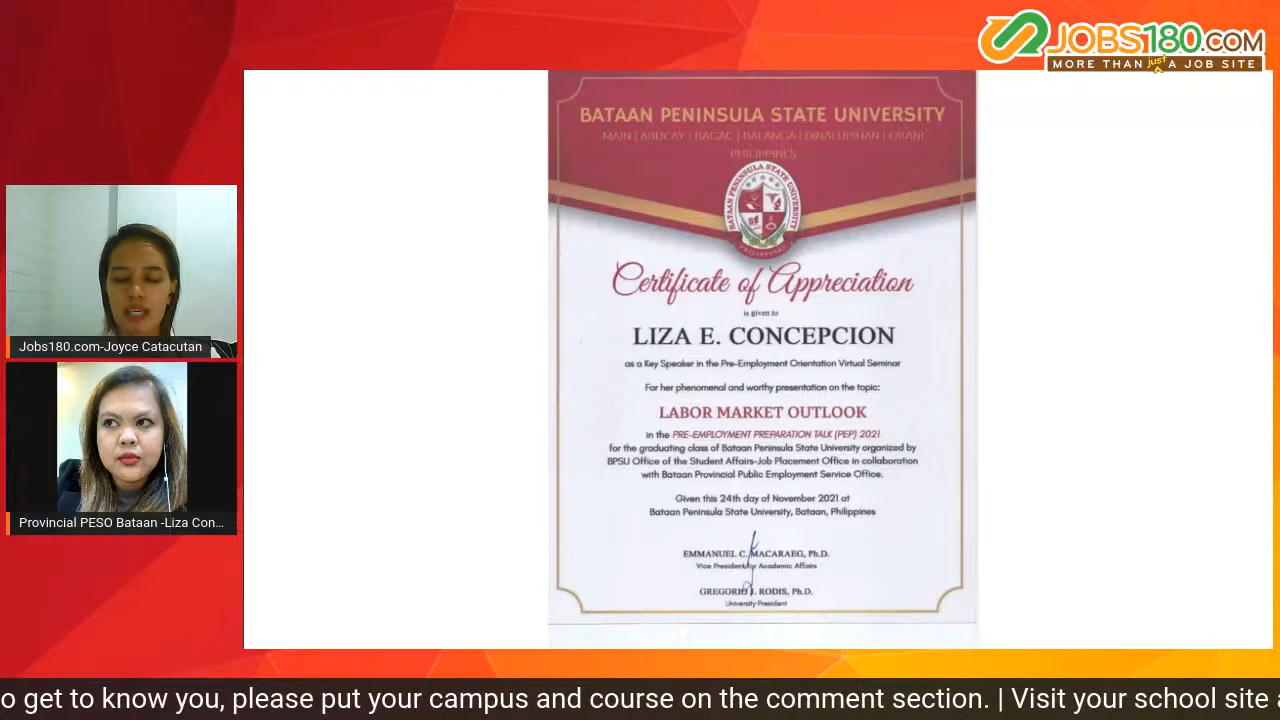 JOBS180.COM
MORE THAN just A JOB SITE
BATAAN PENINSULA STATE UNIVERSITY
MAIN | ABUCAY | BAGAC | BALANGA | DINALUPIHAN | ORANI
PHILIPPINES
BATAAN PENINSULA STATE UNIVERSITY
PHILIPPINES
Certificate of Appreciation
is given to
LIZA E. CONCEPCION
as a Key Speaker in the Pre-Employment Orientation Virtual Seminar
For her phenomenal and worthy presentation on the topic:
LABOR MARKET OUTLOOK
in the PRE-EMPLOYMENT PREPARATION TALK (PEP) 2021
for the graduating class of Bataan Peninsula State University organized by
BPSU Office of the Student Affairs-Job Placement Office in collaboration
with Bataan Provincial Public Employment Service Office.
Given this 24th day of November 2021 at
Bataan Peninsula State University, Bataan, Philippines
EMMANUEL C. MACARAEG, Ph.D.
Vice President for Academic Affairs
GREGORIO J. RODIS, Ph.D.
University President
Jobs180.com-Joyce Catacutan
Provincial PESO Bataan -Liza Con...
o get to know you, please put your campus and course on the comment section. | Visit your school site a